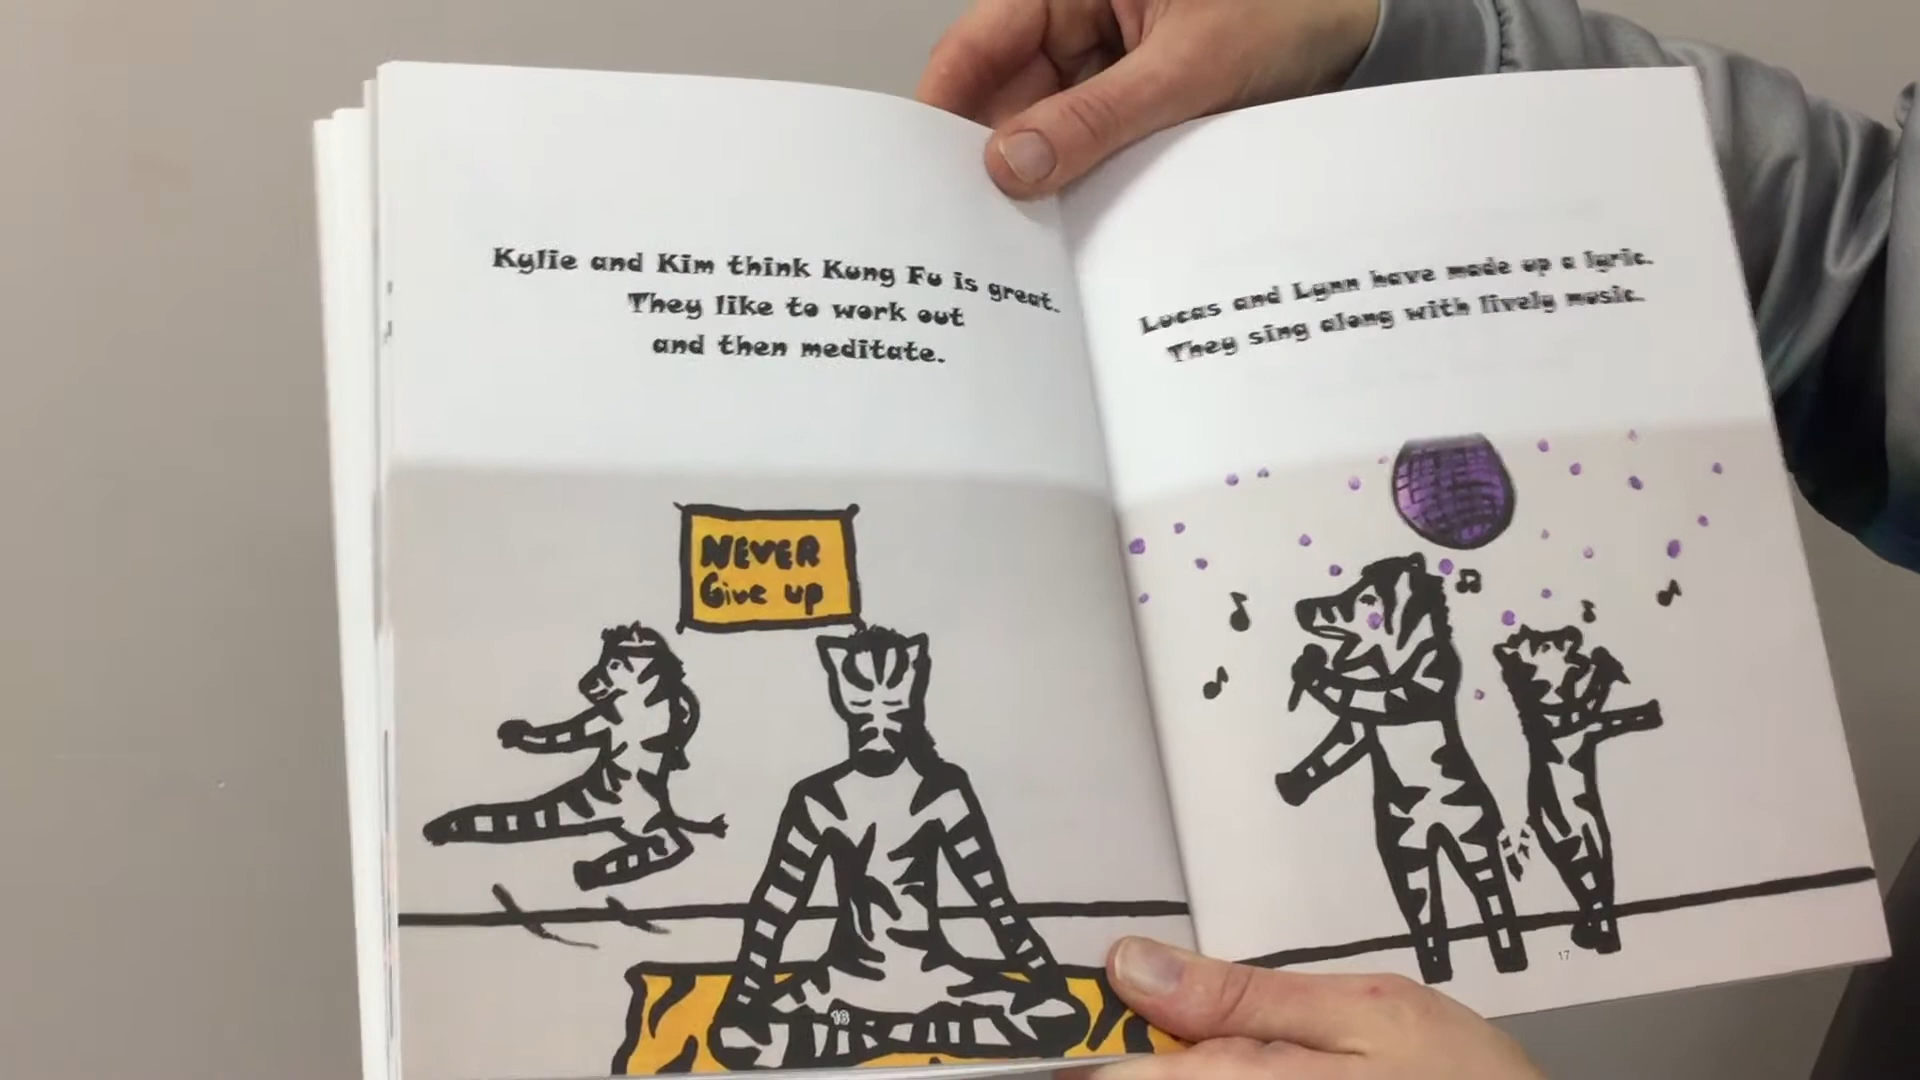 Kylie and Kim think Kung Fu is great.
They like to work out
and then meditate.
NEVER
Give up
16
Lucas and Lynn have made up a lyric.
They sing along with lively music.
17